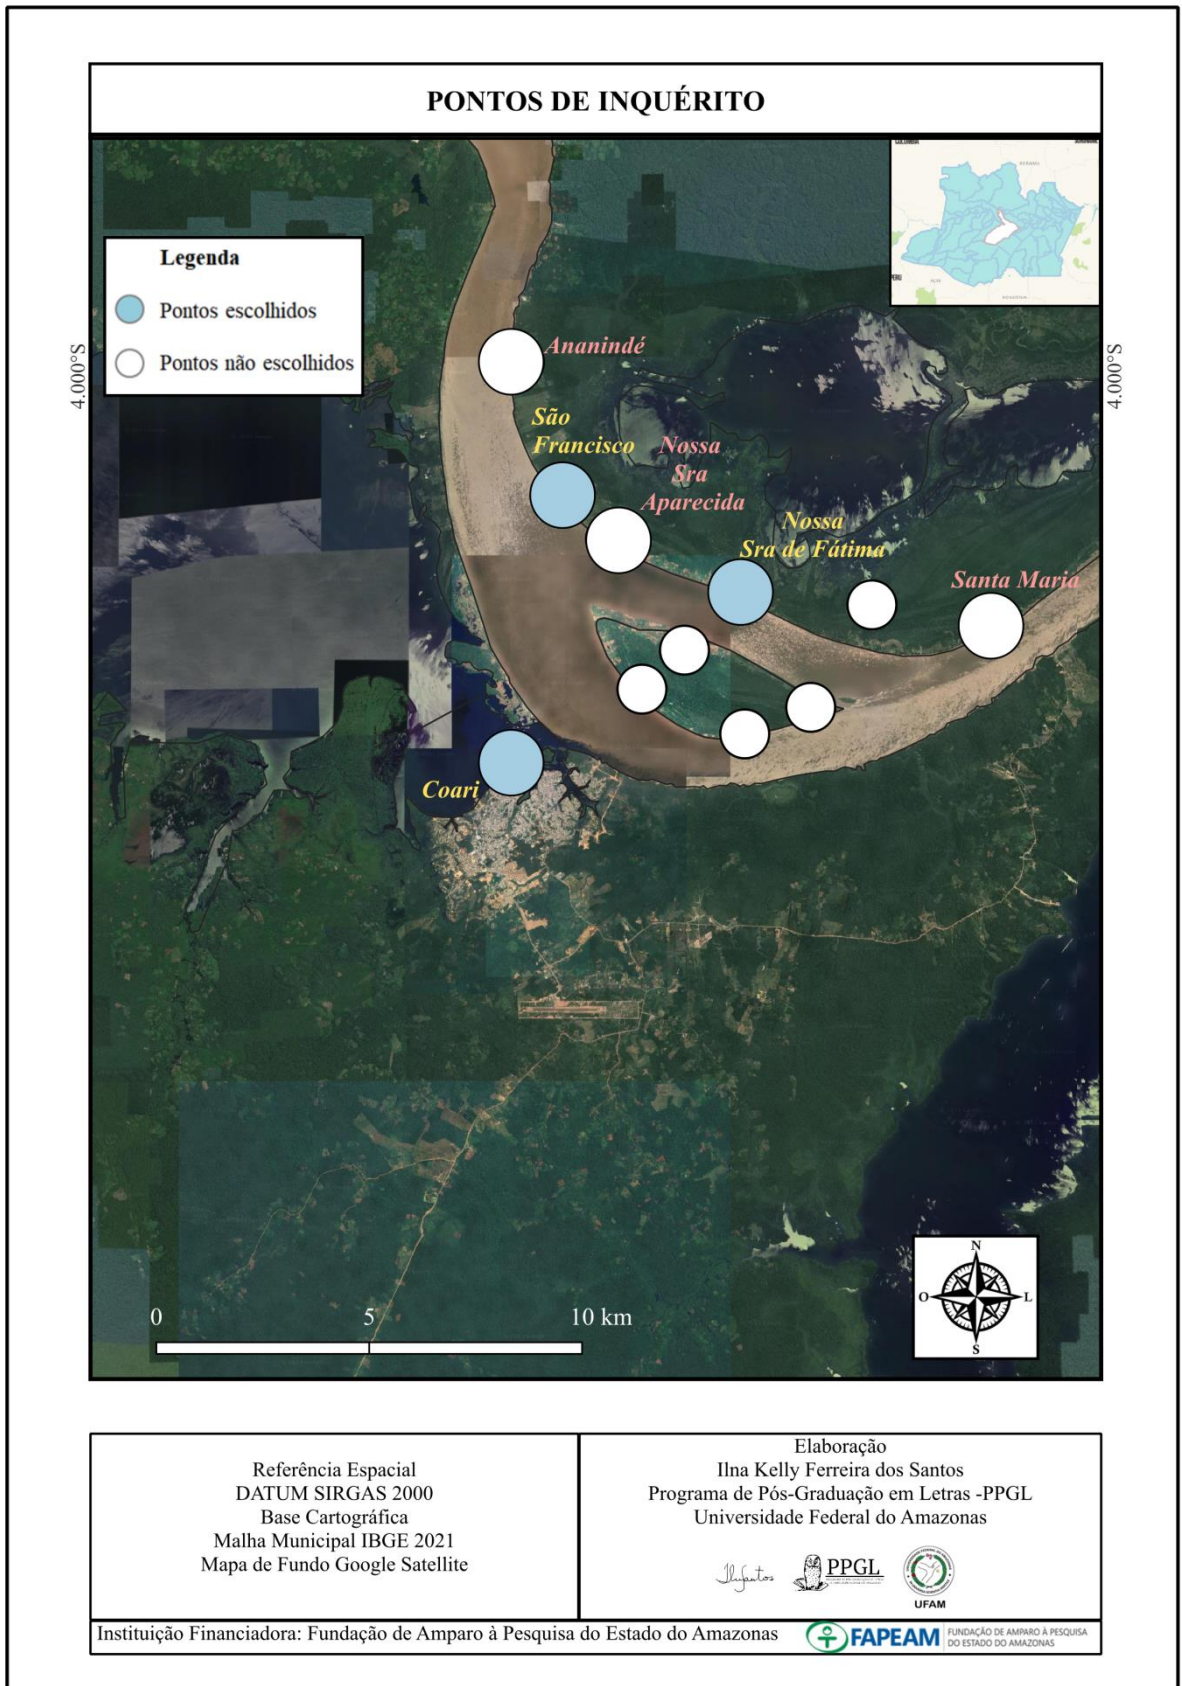 PONTOS DE INQUÉRITO
Legenda
Pontos escolhidos
Pontos não escolhidos
4.000°S
4.000°S
Ananindé
São
Francisco
Nossa
Sra
Aparecida
Nossa
Sra de Fátima
Santa Maria
Coari
0
5
10 km
N
O
L
S
Referência Espacial
DATUM SIRGAS 2000
Base Cartográfica
Malha Municipal IBGE 2021
Mapa de Fundo Google Satellite
Elaboração
Ilna Kelly Ferreira dos Santos
Programa de Pós-Graduação em Letras -PPGL
Universidade Federal do Amazonas
PPGL
UFAM
Instituição Financiadora: Fundação de Amparo à Pesquisa do Estado do Amazonas
FAPEAM
FUNDAÇÃO DE AMPARO À PESQUISA
DO ESTADO DO AMAZONAS